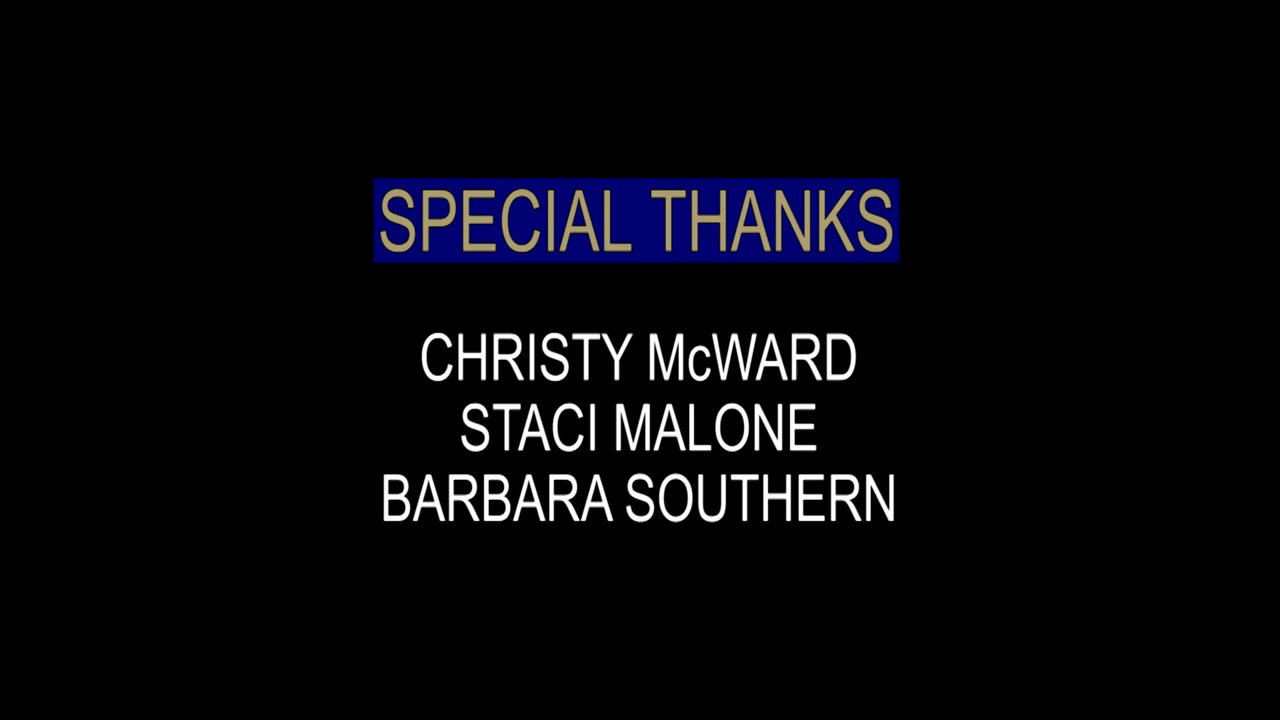 SPECIAL THANKS
CHRISTY McWARD
STACI MALONE
BARBARA SOUTHERN